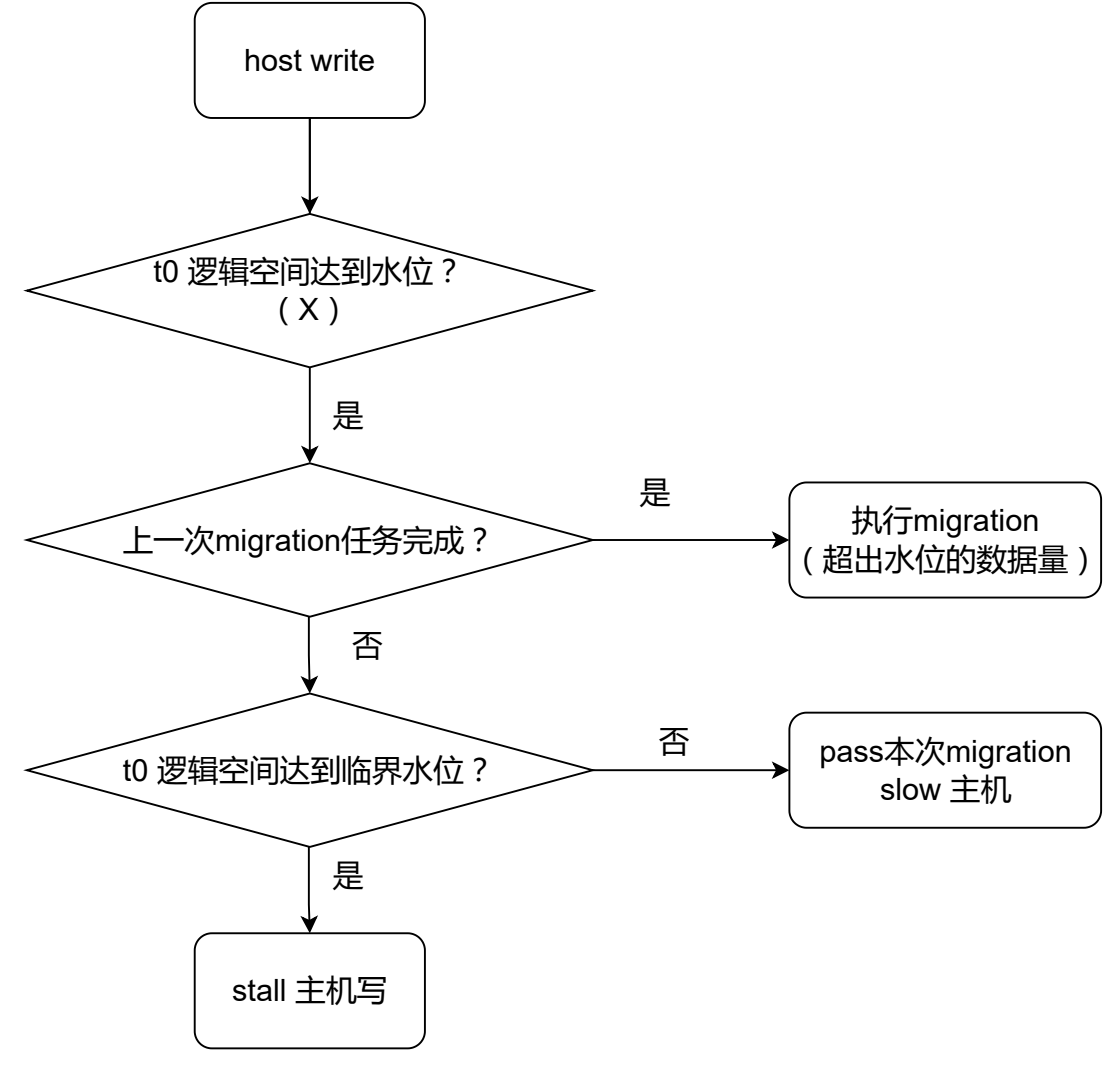 host write
t0 逻辑空间达到水位？
（X）
是
上一次migration任务完成？
是
执行migration
（超出水位的数据量）
否
t0 逻辑空间达到临界水位？
否
pass本次migration
slow 主机
是
stall 主机写